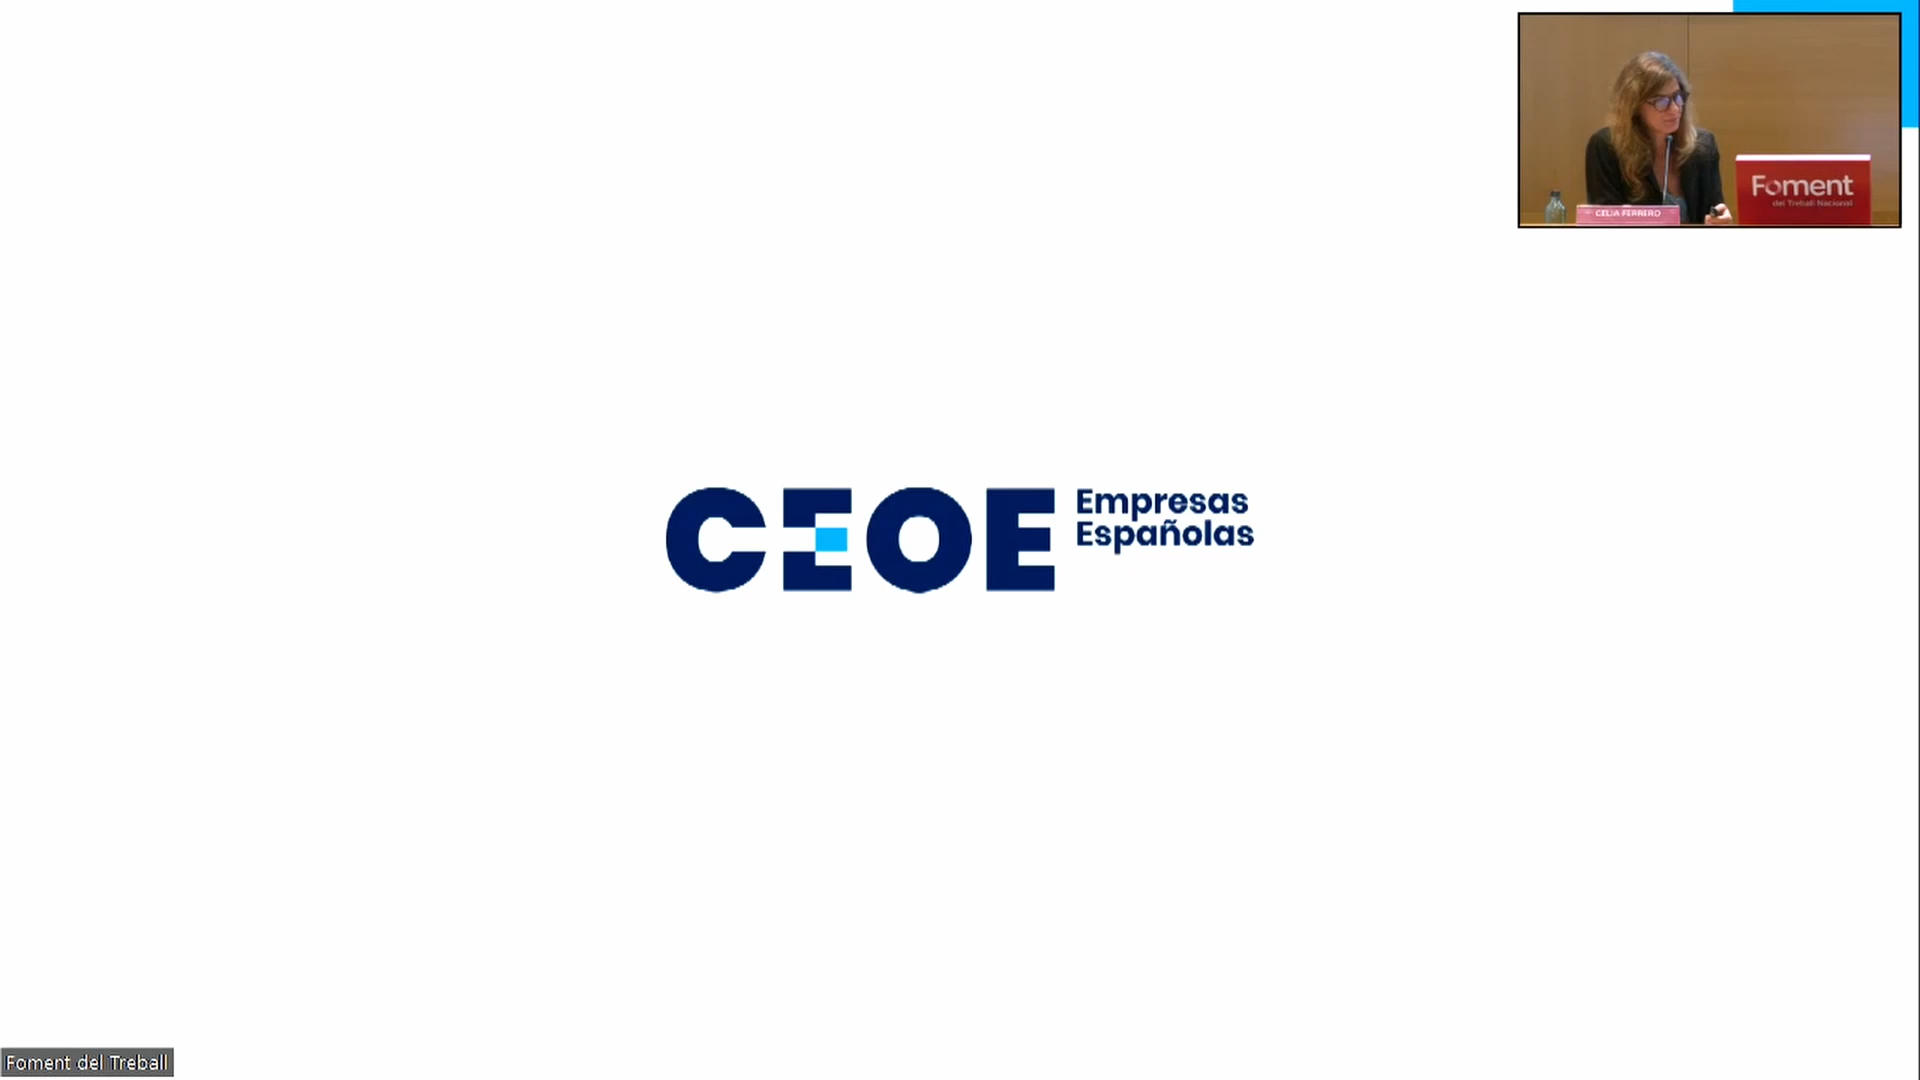 Foment
del Treball Nacional
CELIA FERRERO
CEOE
Empresas
Españolas
Foment del Treball